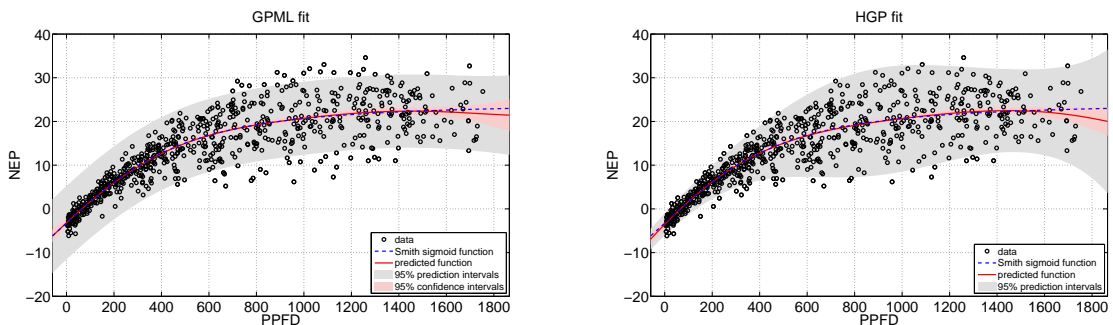 GPML fit
40
30
20
10
0
−10
−20
NEP
0 200 400 600 800 1000 1200 1400 1600 1800
PPFD
data
Smith sigmoid function
predicted function
95% prediction intervals
95% confidence intervals
HGP fit
40
30
20
10
0
−10
−20
NEP
0 200 400 600 800 1000 1200 1400 1600 1800
PPFD
data
Smith sigmoid function
predicted function
95% prediction intervals